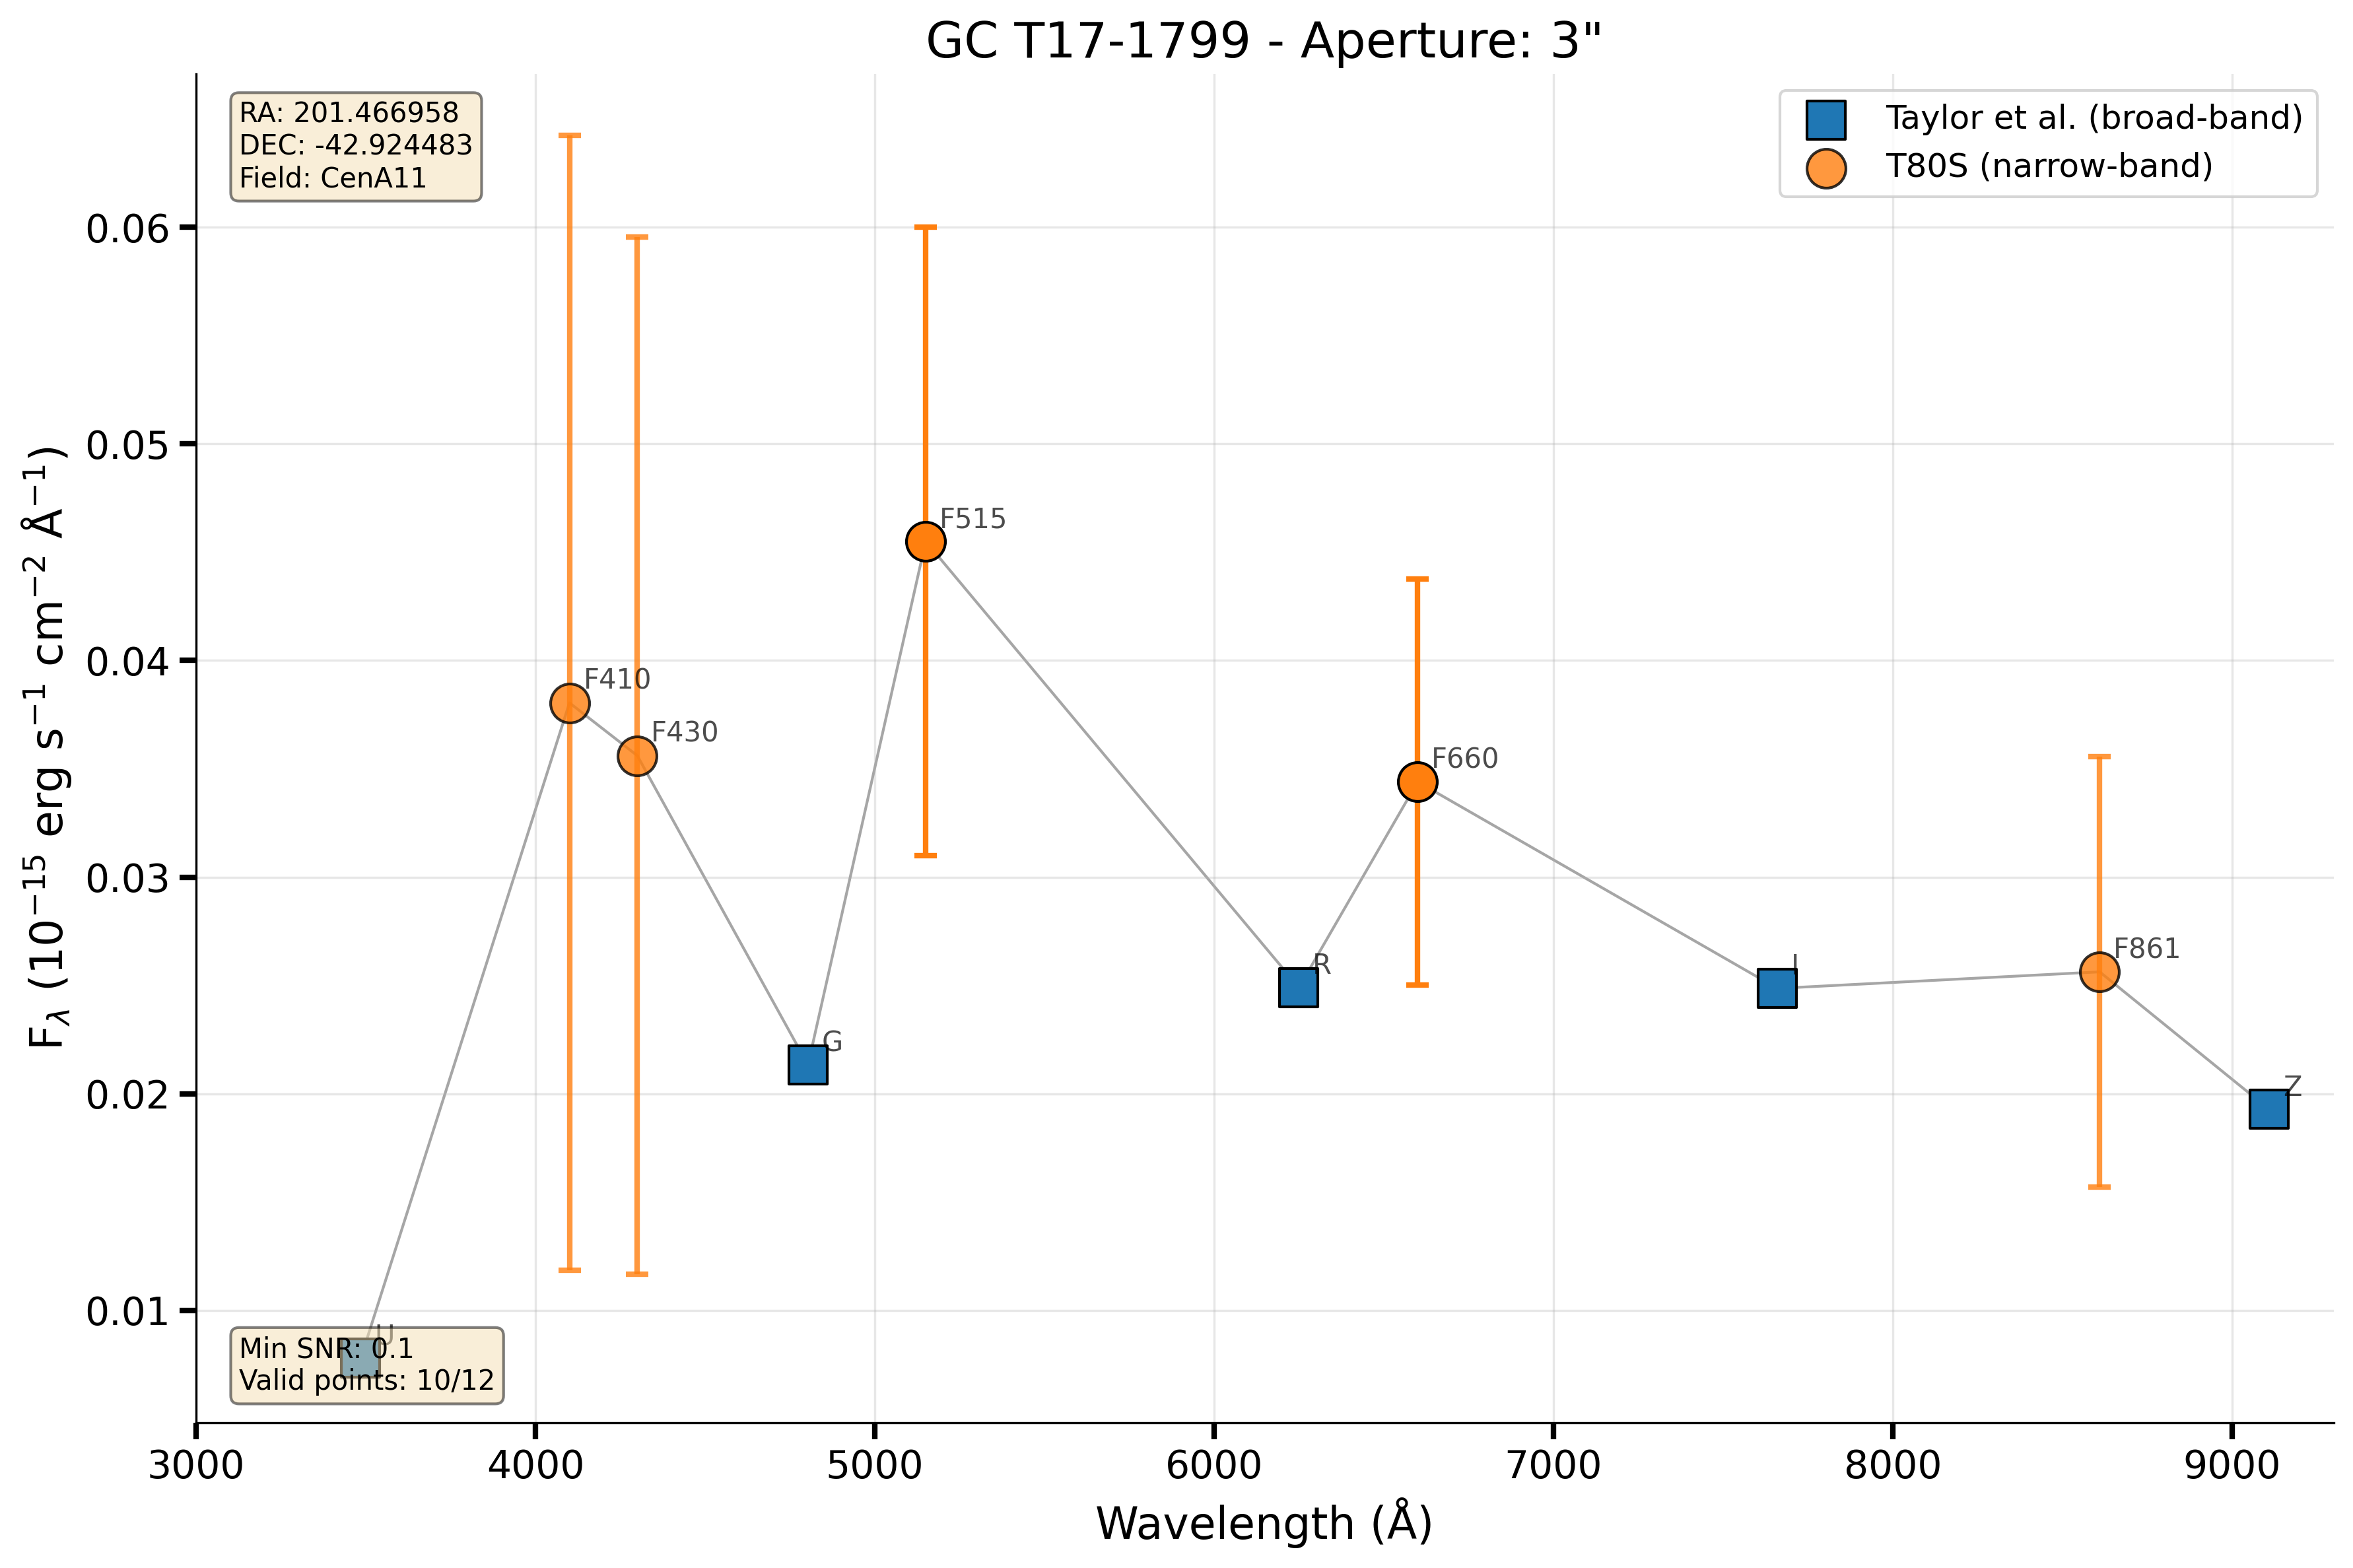 GC T17-1799 - Aperture: 3"
RA: 201.466958
DEC: -42.924483
Field: CenA11
Taylor et al. (broad-band)
T80S (narrow-band)
F_λ (10⁻¹⁵ erg s⁻¹ cm⁻² Å⁻¹)
0.06
0.05
0.04
0.03
0.02
0.01
F515
F410
F430
F660
R
I
F861
G
Z
U
Min SNR: 0.1
Valid points: 10/12
3000 4000 5000 6000 7000 8000 9000
Wavelength (Å)